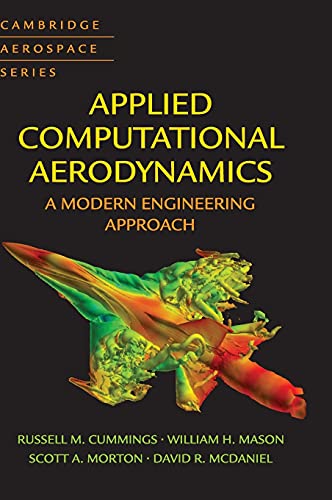 CAMBRIDGE
AEROSPACE
SERIES
APPLIED
COMPUTATIONAL
AERODYNAMICS
A MODERN ENGINEERING
APPROACH
RUSSELL M. CUMMINGS · WILLIAM H. MASON
SCOTT A. MORTON · DAVID R. MCDANIEL